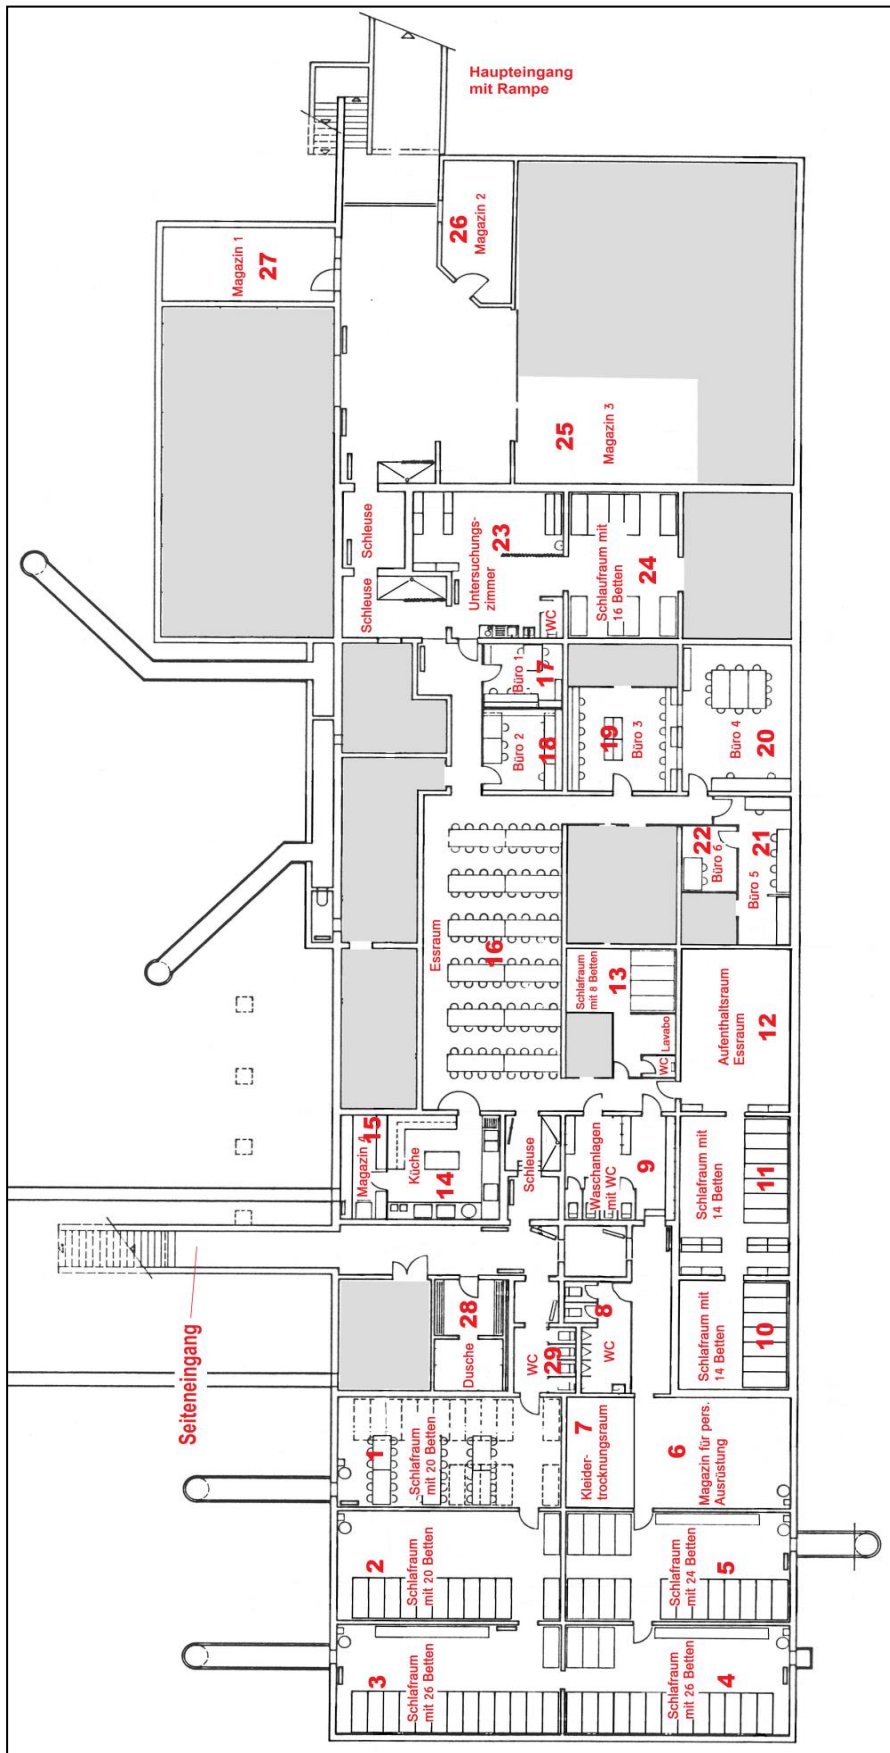 Haupteingang
mit Rampe
Seiteneingang
1
Schlafraum
mit 20 Betten
2
Schlafraum
mit 20 Betten
3
Schlafraum
mit 26 Betten
4
Schlafraum
mit 26 Betten
5
Schlafraum
mit 24 Betten
6
Magazin für pers.
Ausrüstung
7
Kleider-
trocknungsraum
8
WC
Waschanlagen
mit WC
9
Schlafraum mit
14 Betten
10
Schlafraum mit
14 Betten
11
Aufenthaltsraum
Essraum
12
Schlafraum
mit 8 Betten
13
WC
Lavabo
Küche
14
Magazin 4
15
Essraum
16
Büro 1
17
Büro 2
18
19
Büro 3
Büro 4
20
Büro 5
21
22
Büro 6
Untersuchungs-
zimmer
23
WC
Schlaufraum mit
16 Betten
24
25
Magazin 3
26
Magazin 2
Magazin 1
27
28
Dusche
WC
29
Schleuse
Schleuse
Schleuse